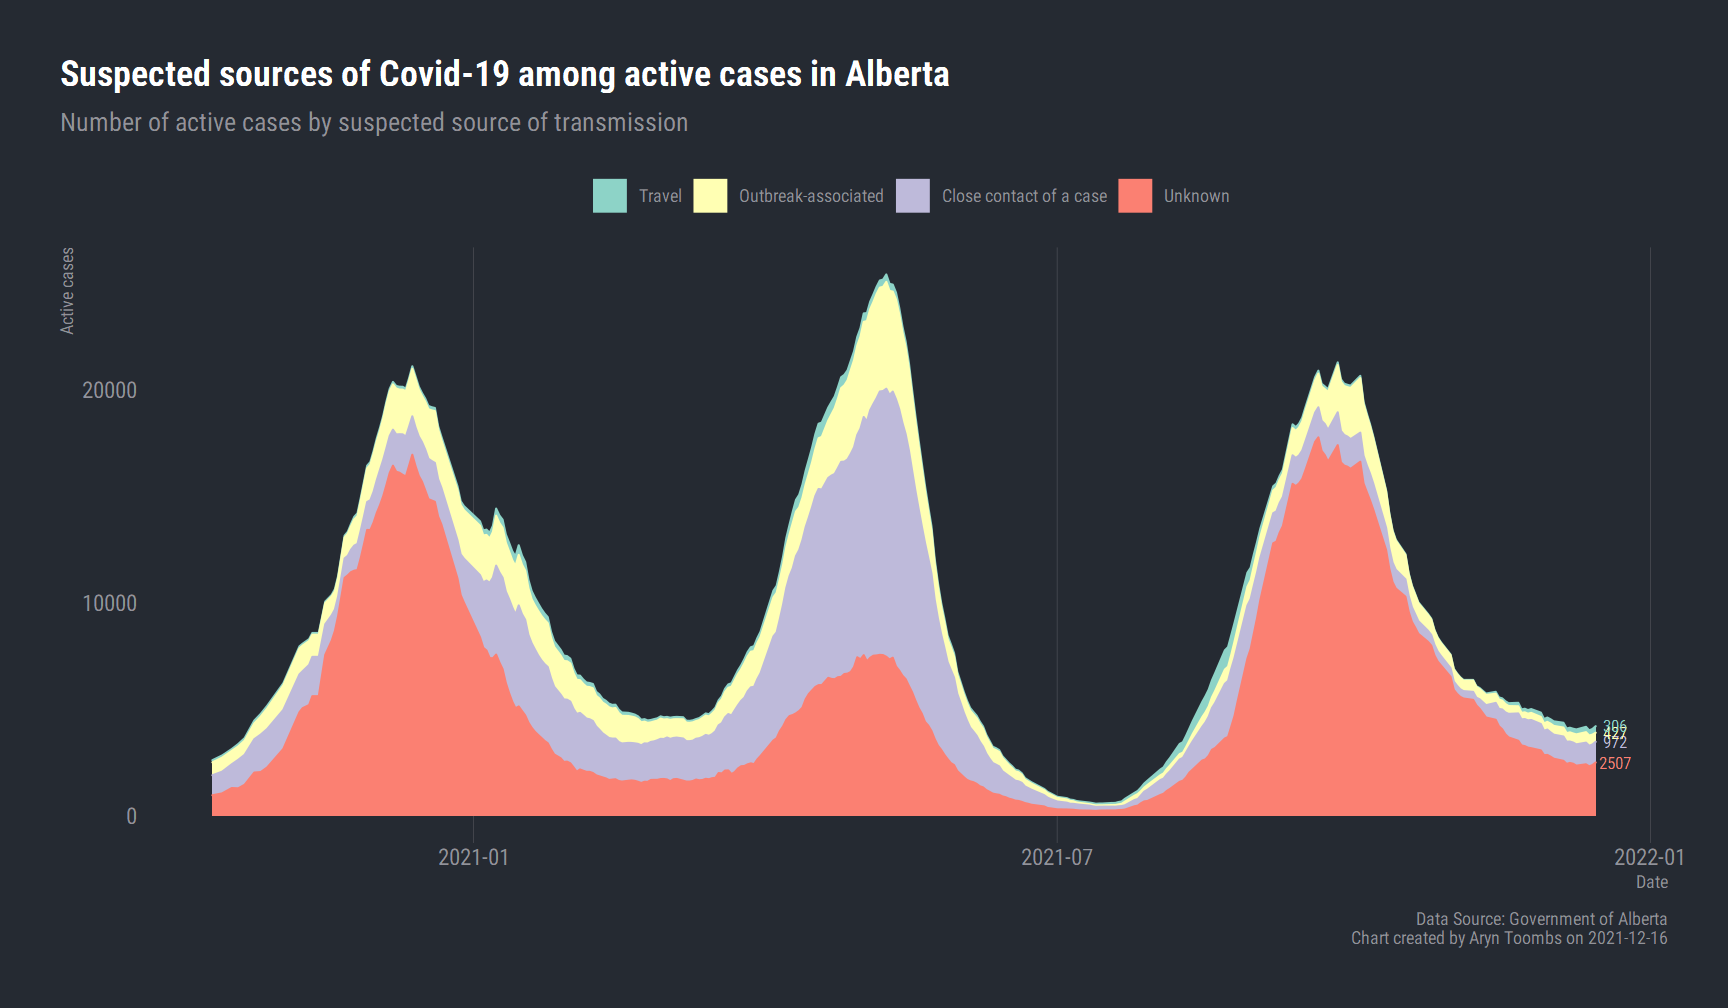 Suspected sources of Covid-19 among active cases in Alberta
Number of active cases by suspected source of transmission
Travel
Outbreak-associated
Close contact of a case
Unknown
Active cases
20000
10000
0
306
427
972
2507
2021-01
2021-07
2022-01
Date
Data Source: Government of Alberta
Chart created by Aryn Toombs on 2021-12-16